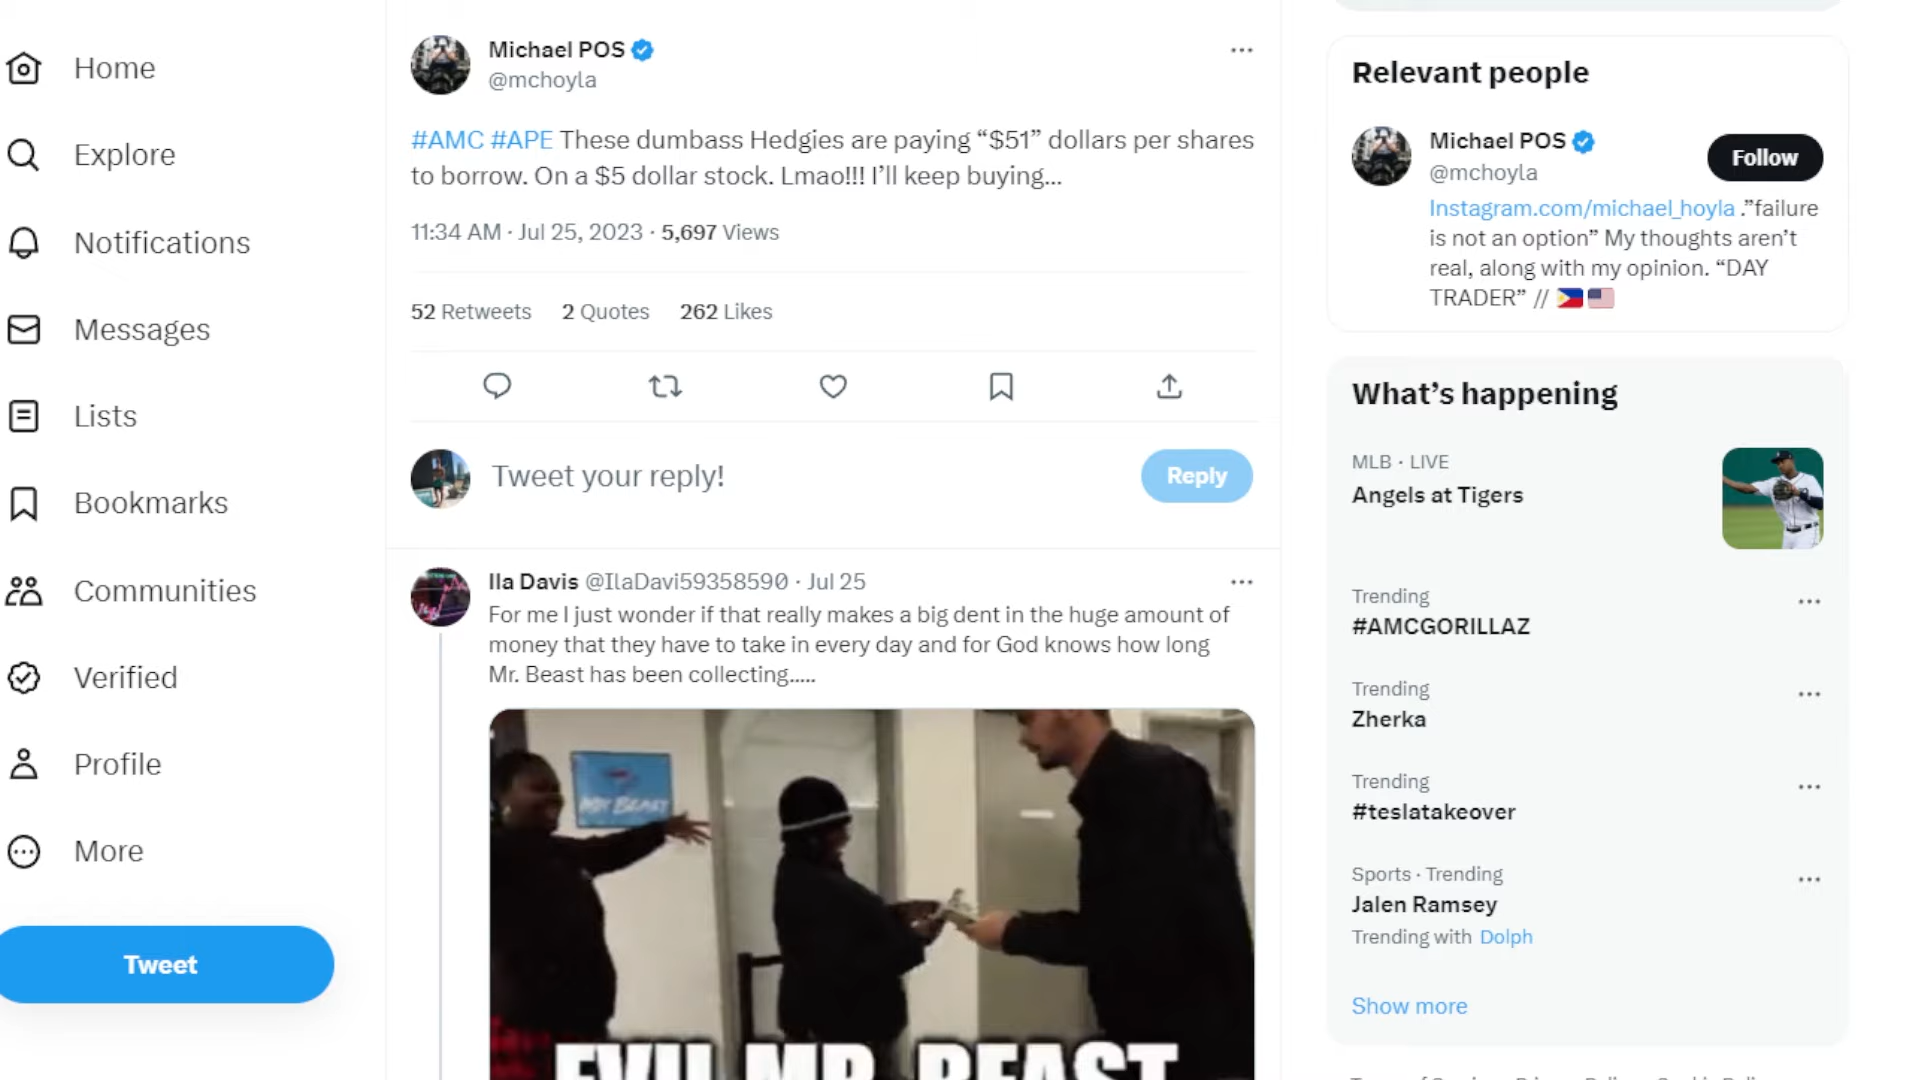 Home
Explore
Notifications
Messages
Lists
Bookmarks
Communities
Verified
Profile
More
Tweet
Michael POS
@mchoyla
#AMC #APE These dumbass Hedgies are paying “$51” dollars per shares
to borrow. On a $5 dollar stock. Lmao!!! I’ll keep buying...
11:34 AM · Jul 25, 2023 · 5,697 Views
52 Retweets 2 Quotes 262 Likes
Tweet your reply!
Reply
Ila Davis @IlaDavi59358590 · Jul 25
For me I just wonder if that really makes a big dent in the huge amount of
money that they have to take in every day and for God knows how long
Mr. Beast has been collecting.....
EVIL MR. BEAST
Relevant people
Michael POS
@mchoyla
Follow
Instagram.com/michael_hoyla .”failure
is not an option” My thoughts aren’t
real, along with my opinion. “DAY
TRADER” //
What’s happening
MLB · LIVE
Angels at Tigers
Trending
#AMCGORILLAZ
Trending
Zherka
Trending
#teslatakeover
Sports · Trending
Jalen Ramsey
Trending with Dolph
Show more